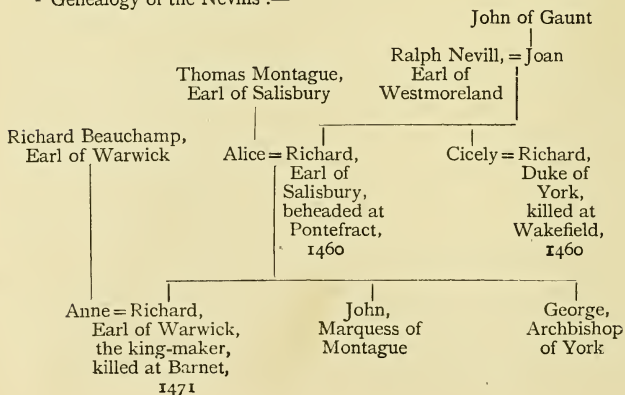 Genealogy of the Nevills :—
John of Gaunt
Ralph Nevill, = Joan
Earl of
Westmoreland
Thomas Montague,
Earl of Salisbury
Richard Beauchamp,
Earl of Warwick
Alice = Richard,
Earl of
Salisbury,
beheaded at
Pontefract,
1460
Cicely = Richard,
Duke of
York,
killed at
Wakefield,
1460
Anne = Richard,
Earl of Warwick,
the king-maker,
killed at Barnet,
1471
John,
Marquess of
Montague
George,
Archbishop
of York